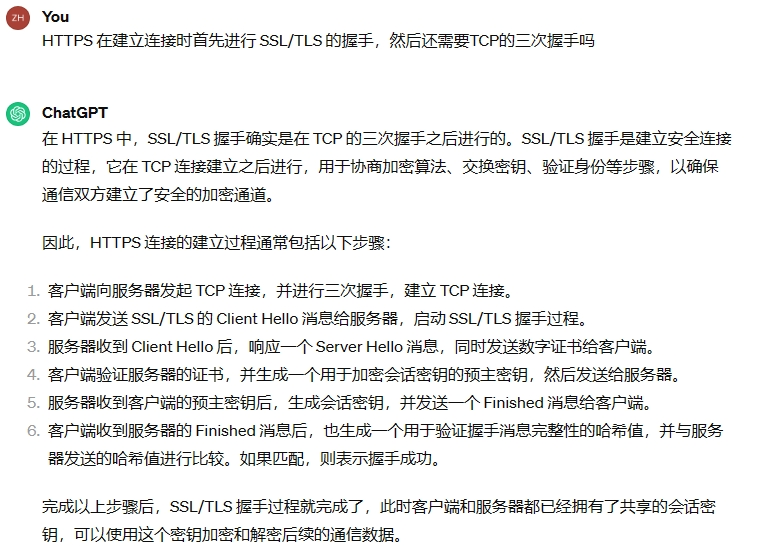 ZH You
HTTPS 在建立连接时首先进行 SSL/TLS 的握手，然后还需要TCP的三次握手吗
ChatGPT
在 HTTPS 中，SSL/TLS 握手确实是在 TCP 的三次握手之后进行的。SSL/TLS 握手是建立安全连接
的过程，它在 TCP 连接建立之后进行，用于协商加密算法、交换密钥、验证身份等步骤，以确保
通信双方建立了安全的加密通道。
因此，HTTPS 连接的建立过程通常包括以下步骤：
1. 客户端向服务器发起 TCP 连接，并进行三次握手，建立 TCP 连接。
2. 客户端发送 SSL/TLS 的 Client Hello 消息给服务器，启动 SSL/TLS 握手过程。
3. 服务器收到 Client Hello 后，响应一个 Server Hello 消息，同时发送数字证书给客户端。
4. 客户端验证服务器的证书，并生成一个用于加密会话密钥的预主密钥，然后发送给服务器。
5. 服务器收到客户端的预主密钥后，生成会话密钥，并发送一个 Finished 消息给客户端。
6. 客户端收到服务器的 Finished 消息后，也生成一个用于验证握手消息完整性的哈希值，并与服务
器发送的哈希值进行比较。如果匹配，则表示握手成功。
完成以上步骤后，SSL/TLS 握手过程就完成了，此时客户端和服务器都已经拥有了共享的会话密
钥，可以使用这个密钥加密和解密后续的通信数据。